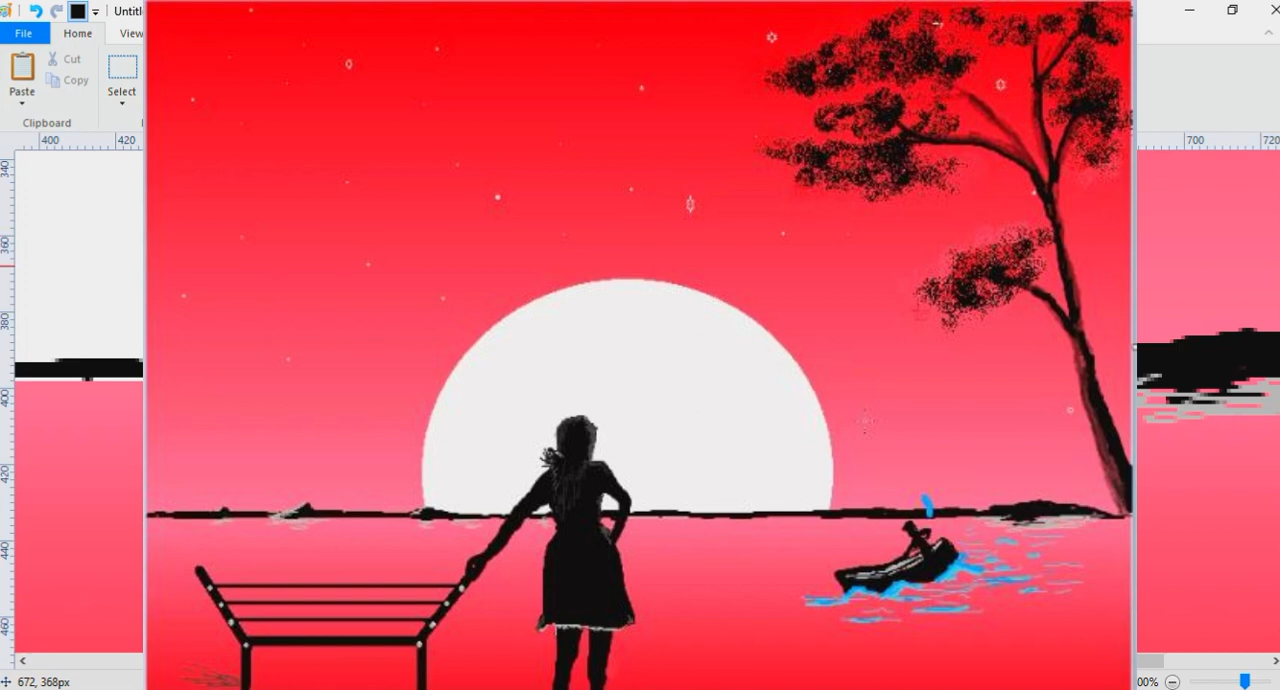 Untitl
File
Home
View
Cut
Copy
Paste
Select
Clipboard
400
420
700
720
340
360
380
400
420
440
460
672, 368px
00%